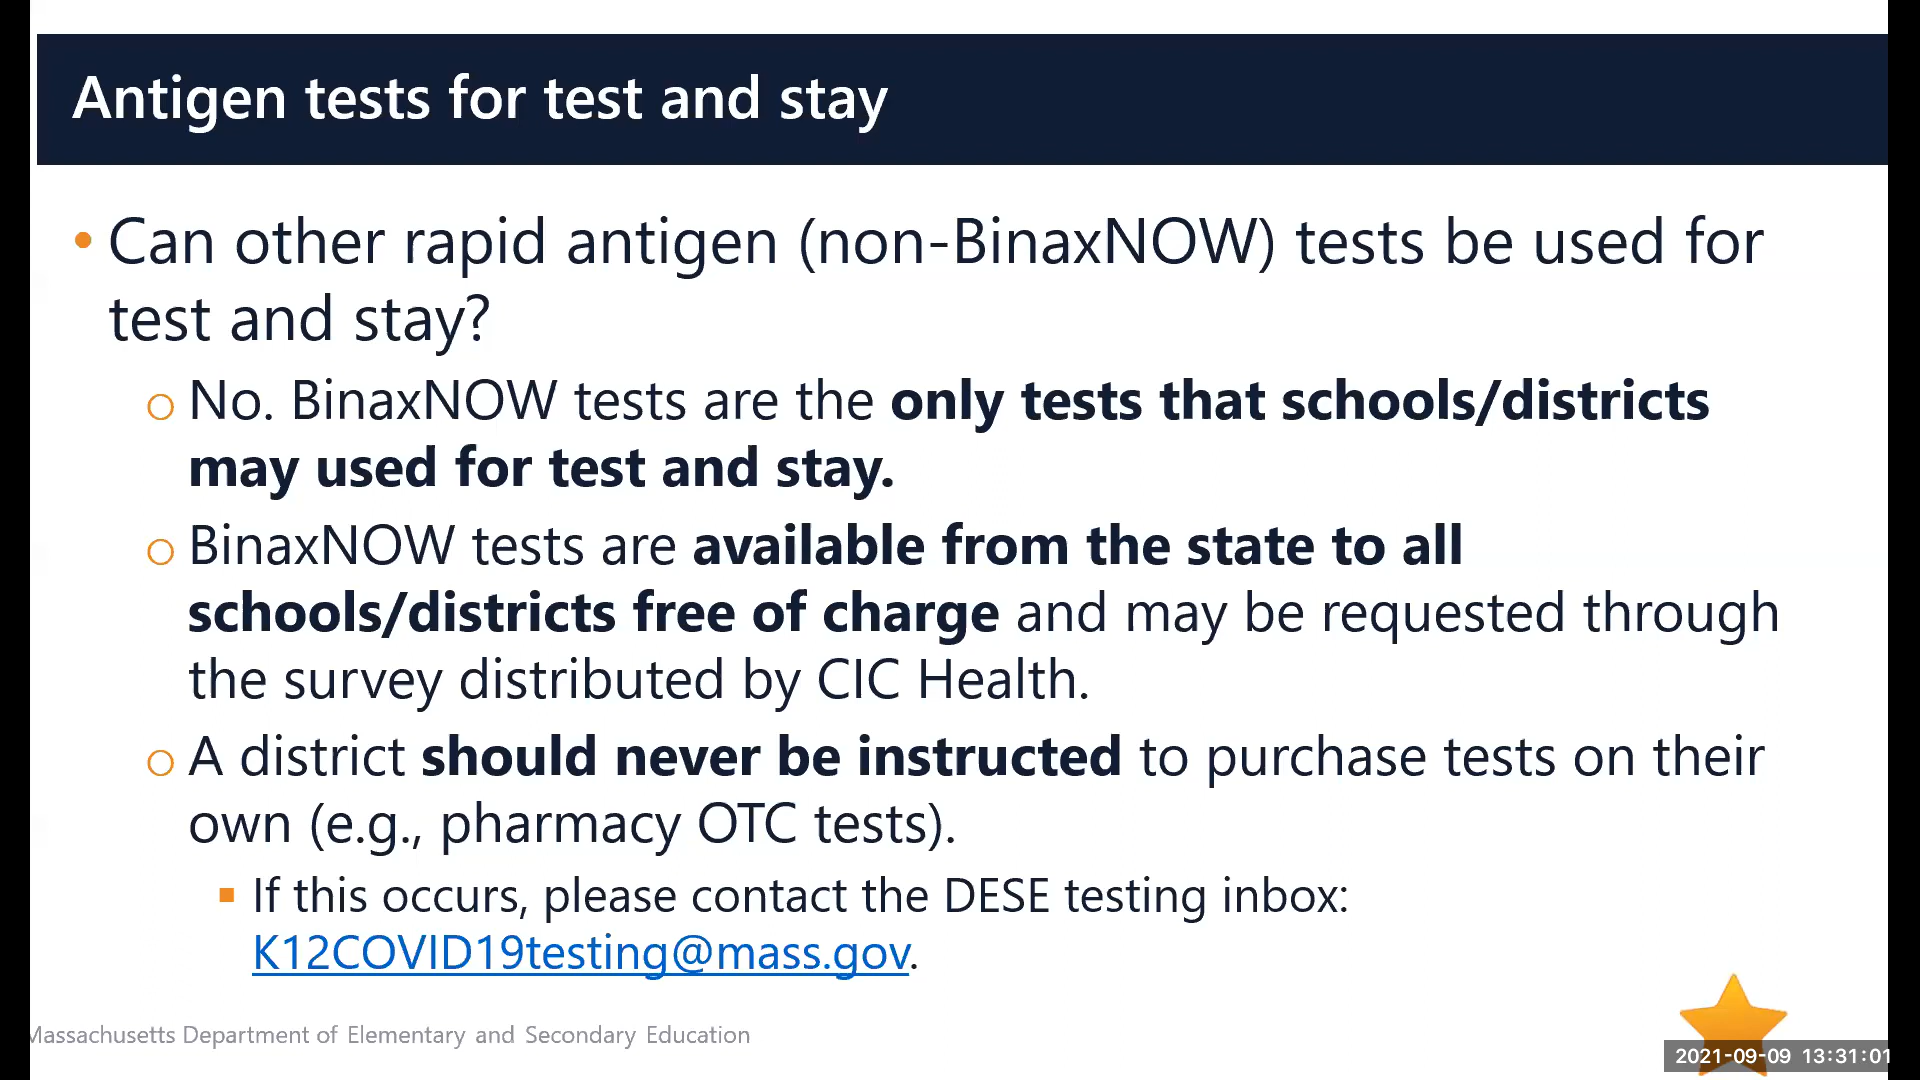 Antigen tests for test and stay
• Can other rapid antigen (non-BinaxNOW) tests be used for
test and stay?
o No. BinaxNOW tests are the only tests that schools/districts
may used for test and stay.
o BinaxNOW tests are available from the state to all
schools/districts free of charge and may be requested through
the survey distributed by CIC Health.
o A district should never be instructed to purchase tests on their
own (e.g., pharmacy OTC tests).
▪ If this occurs, please contact the DESE testing inbox:
K12COVID19testing@mass.gov.
Massachusetts Department of Elementary and Secondary Education
2021-09-09 13:31:01